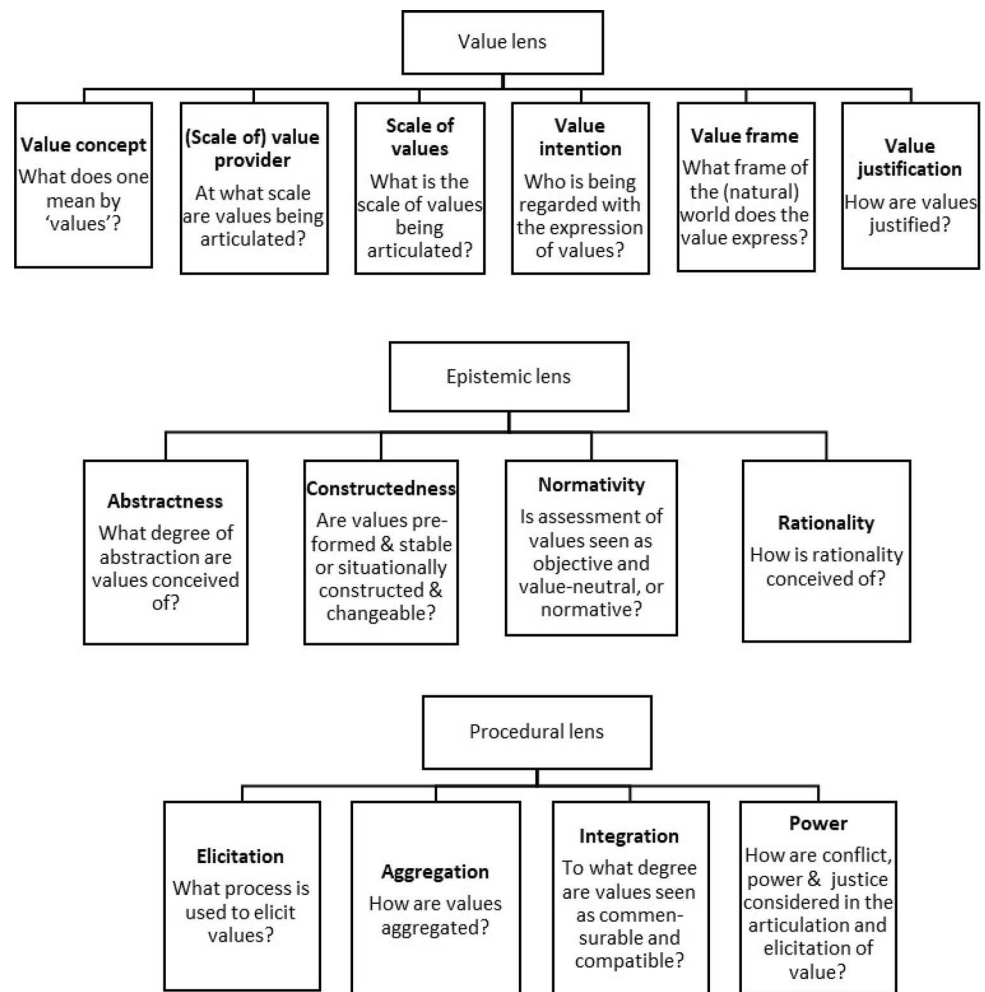 Value lens
Value concept
What does one
mean by
‘values’?
(Scale of) value
provider
At what scale
are values being
articulated?
Scale of
values
What is the
scale of values
being
articulated?
Value
intention
Who is being
regarded with
the expression
of values?
Value frame
What frame of
the (natural)
world does the
value express?
Value
justification
How are values
justified?
Epistemic lens
Abstractness
What degree of
abstraction are
values conceived
of?
Constructedness
Are values pre-
formed & stable
or situationally
constructed &
changeable?
Normativity
Is assessment of
values seen as
objective and
value-neutral, or
normative?
Rationality
How is rationality
conceived of?
Procedural lens
Elicitation
What process is
used to elicit
values?
Aggregation
How are values
aggregated?
Integration
To what degree
are values seen
as commen-
surable and
compatible?
Power
How are conflict,
power & justice
considered in the
articulation and
elicitation of
value?